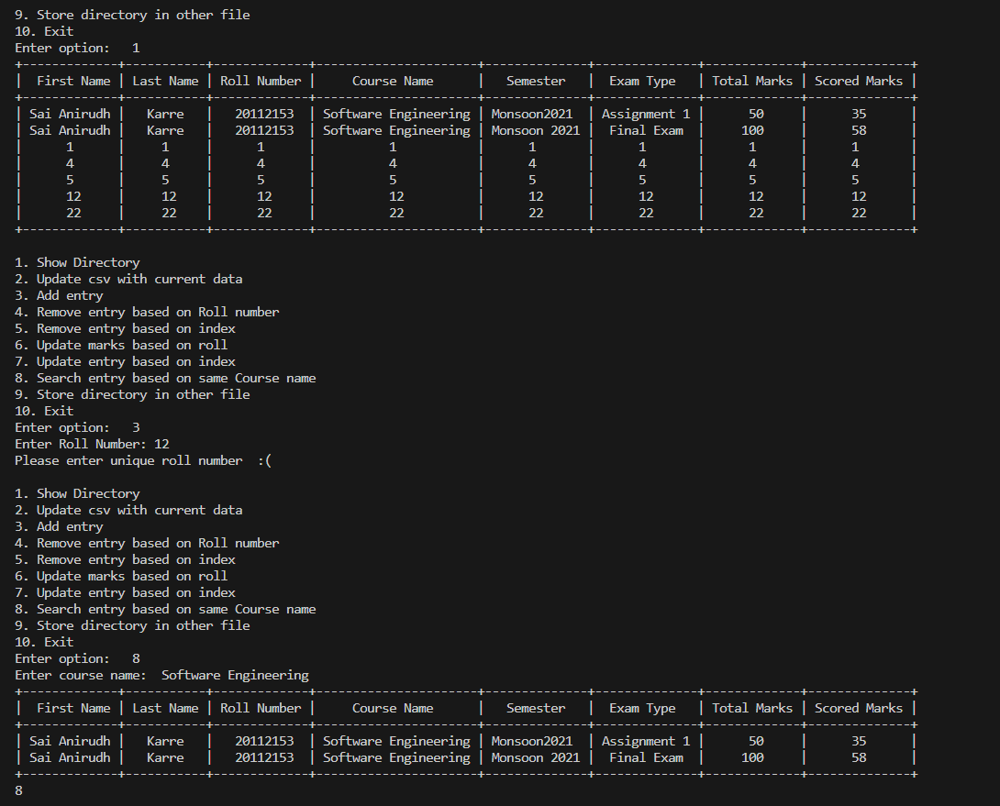 9. Store directory in other file
10. Exit
Enter option:   1
+-------------+-----------+-------------+----------------------+--------------+--------------+-------------+--------------+
|  First Name | Last Name | Roll Number |     Course Name      |   Semester   |  Exam Type   | Total Marks | Scored Marks |
+-------------+-----------+-------------+----------------------+--------------+--------------+-------------+--------------+
| Sai Anirudh |   Karre   |   20112153  | Software Engineering | Monsoon2021  | Assignment 1 |      50     |      35      |
| Sai Anirudh |   Karre   |   20112153  | Software Engineering | Monsoon 2021 |  Final Exam  |     100     |      58      |
|      1      |     1     |      1      |          1           |      1       |      1       |      1      |      1       |
|      4      |     4     |      4      |          4           |      4       |      4       |      4      |      4       |
|      5      |     5     |      5      |          5           |      5       |      5       |      5      |      5       |
|      12     |     12    |      12     |          12          |      12      |      12      |      12     |      12      |
|      22     |     22    |      22     |          22          |      22      |      22      |      22     |      22      |
+-------------+-----------+-------------+----------------------+--------------+--------------+-------------+--------------+
1. Show Directory
2. Update csv with current data
3. Add entry
4. Remove entry based on Roll number
5. Remove entry based on index
6. Update marks based on roll
7. Update entry based on index
8. Search entry based on same Course name
9. Store directory in other file
10. Exit
Enter option:   3
Enter Roll Number: 12
Please enter unique roll number  :(
1. Show Directory
2. Update csv with current data
3. Add entry
4. Remove entry based on Roll number
5. Remove entry based on index
6. Update marks based on roll
7. Update entry based on index
8. Search entry based on same Course name
9. Store directory in other file
10. Exit
Enter option:   8
Enter course name:  Software Engineering
+-------------+-----------+-------------+----------------------+--------------+--------------+-------------+--------------+
|  First Name | Last Name | Roll Number |     Course Name      |   Semester   |  Exam Type   | Total Marks | Scored Marks |
+-------------+-----------+-------------+----------------------+--------------+--------------+-------------+--------------+
| Sai Anirudh |   Karre   |   20112153  | Software Engineering | Monsoon2021  | Assignment 1 |      50     |      35      |
| Sai Anirudh |   Karre   |   20112153  | Software Engineering | Monsoon 2021 |  Final Exam  |     100     |      58      |
+-------------+-----------+-------------+----------------------+--------------+--------------+-------------+--------------+
8